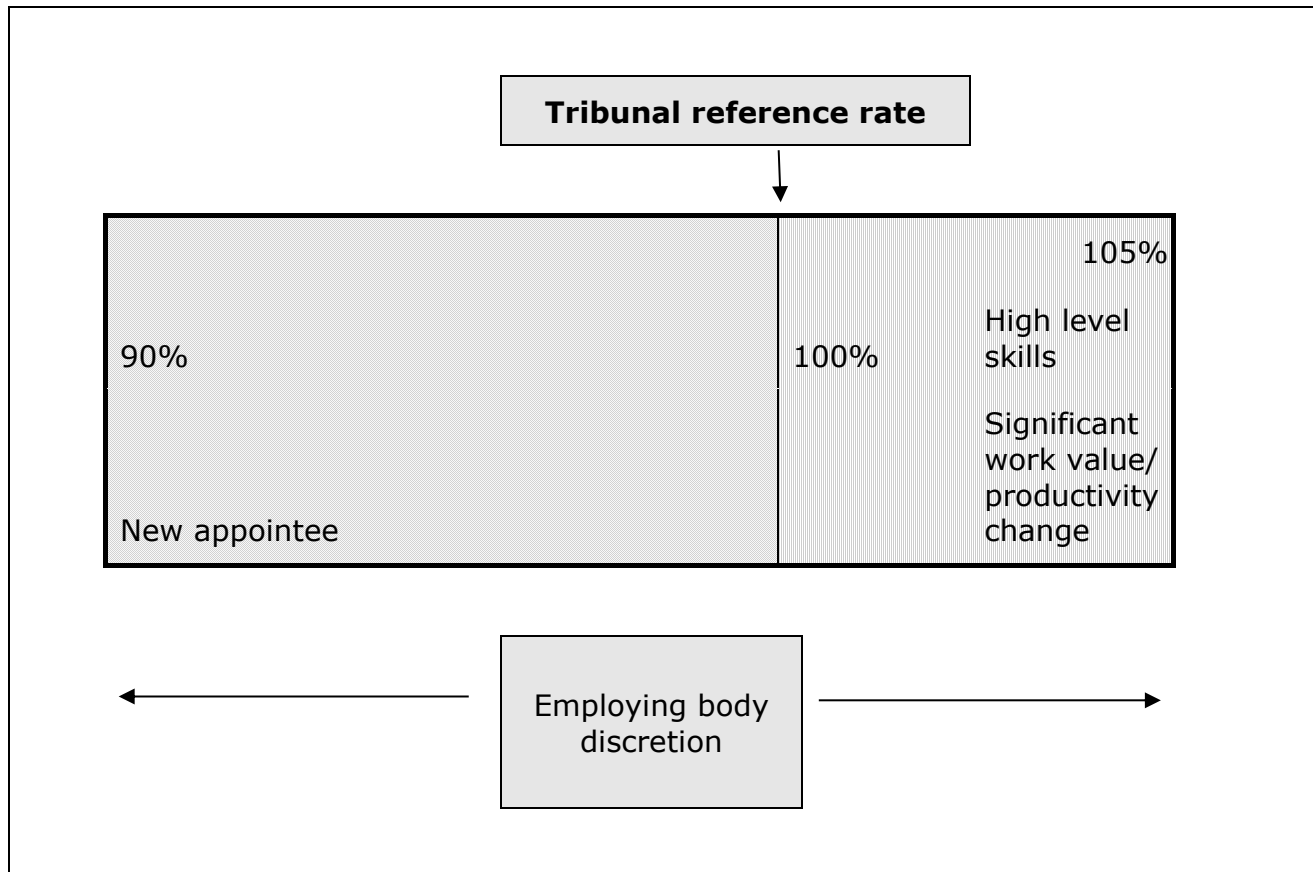 Tribunal reference rate
105%
High level
skills
90%
100%
Significant
work value/
productivity
change
New appointee
Employing body
discretion